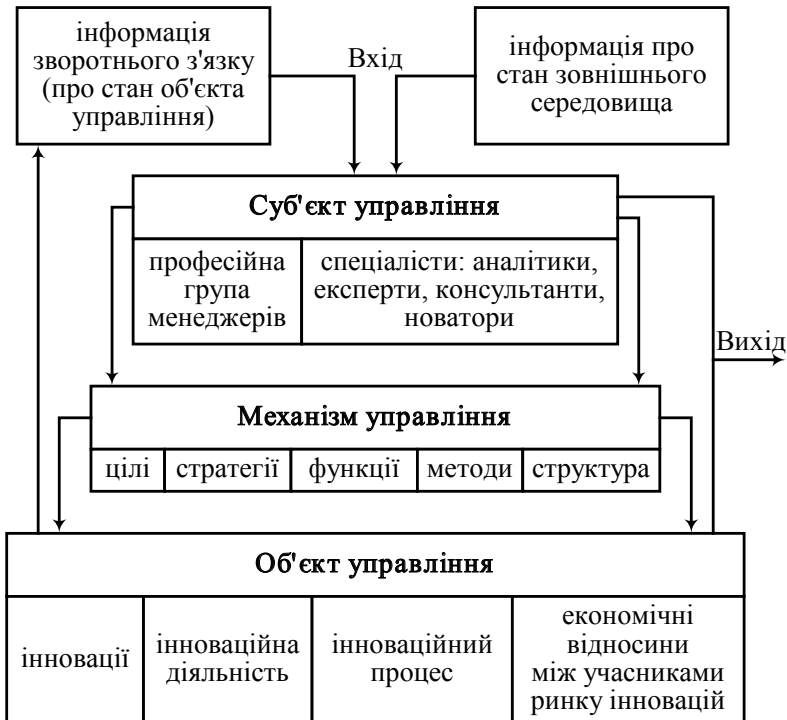 інформація
зворотнього з'язку
(про стан об'єкта
управління)
Вхід
інформація про
стан зовнішнього
середовища
Суб'єкт управління
професійна
група
менеджерів
спеціалісти: аналітики,
експерти, консультанти,
новатори
Вихід
Механізм управління
цілі
стратегії
функції
методи
структура
Об'єкт управління
інновації
інноваційна
діяльність
інноваційний
процес
економічні
відносини
між учасниками
ринку інновацій